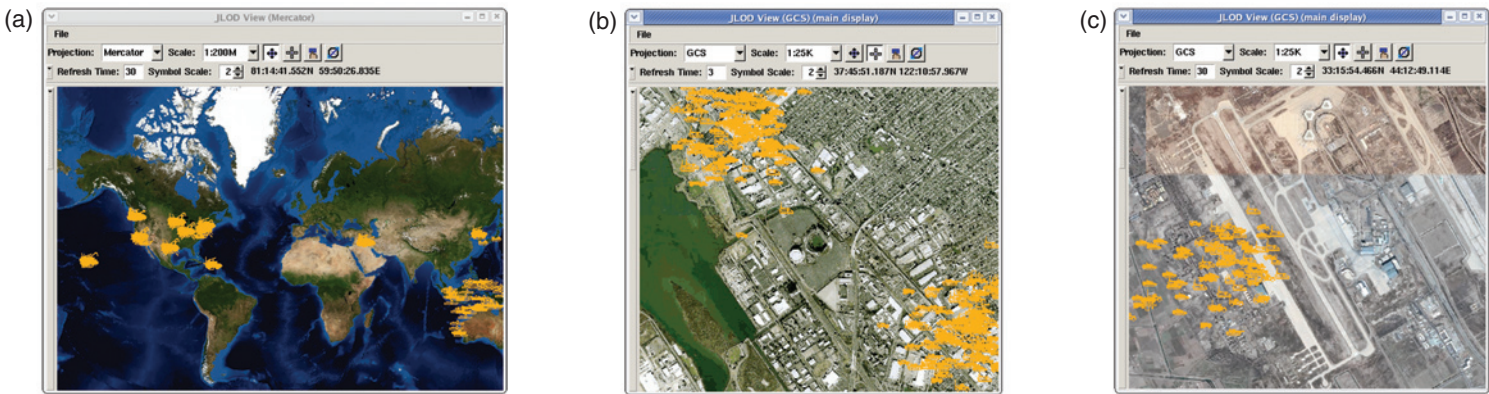 (a)
JLOD View (Mercator)
File
Projection: Mercator Scale: 1:200M
Refresh Time: 30 Symbol Scale: 2 81:14:41.552N 59:50:26.835E
(b)
JLOD View (GCS) (main display)
File
Projection: GCS Scale: 1:25K
Refresh Time: 3 Symbol Scale: 2 37:45:51.187N 122:10:57.967W
(c)
JLOD View (GCS) (main display)
File
Projection: GCS Scale: 1:25K
Refresh Time: 30 Symbol Scale: 2 33:15:54.466N 44:12:49.114E